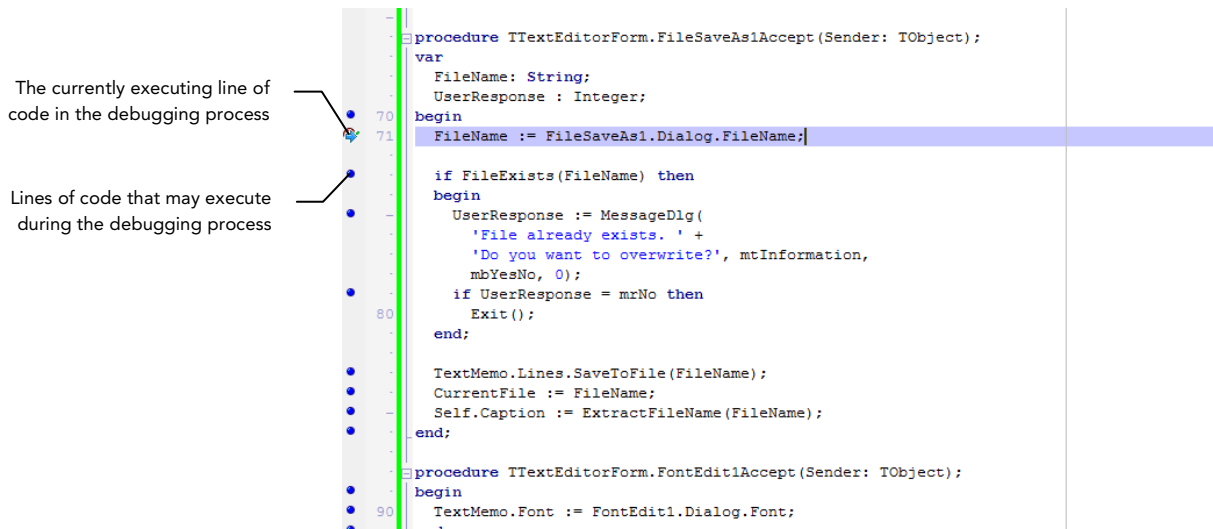 procedure TTextEditorForm.FileSaveAs1Accept(Sender: TObject);
var
FileName: String;
UserResponse : Integer;
The currently executing line of
code in the debugging process
70 begin
71 FileName := FileSaveAs1.Dialog.FileName;
if FileExists(FileName) then
Lines of code that may execute
during the debugging process
begin
UserResponse := MessageDlg(
'File already exists. ' +
'Do you want to overwrite?', mtInformation,
mbYesNo, 0);
if UserResponse = mrNo then
80 Exit();
end;
TextMemo.Lines.SaveToFile(FileName);
CurrentFile := FileName;
Self.Caption := ExtractFileName(FileName);
end;
procedure TTextEditorForm.FontEdit1Accept(Sender: TObject);
begin
90 TextMemo.Font := FontEdit1.Dialog.Font;